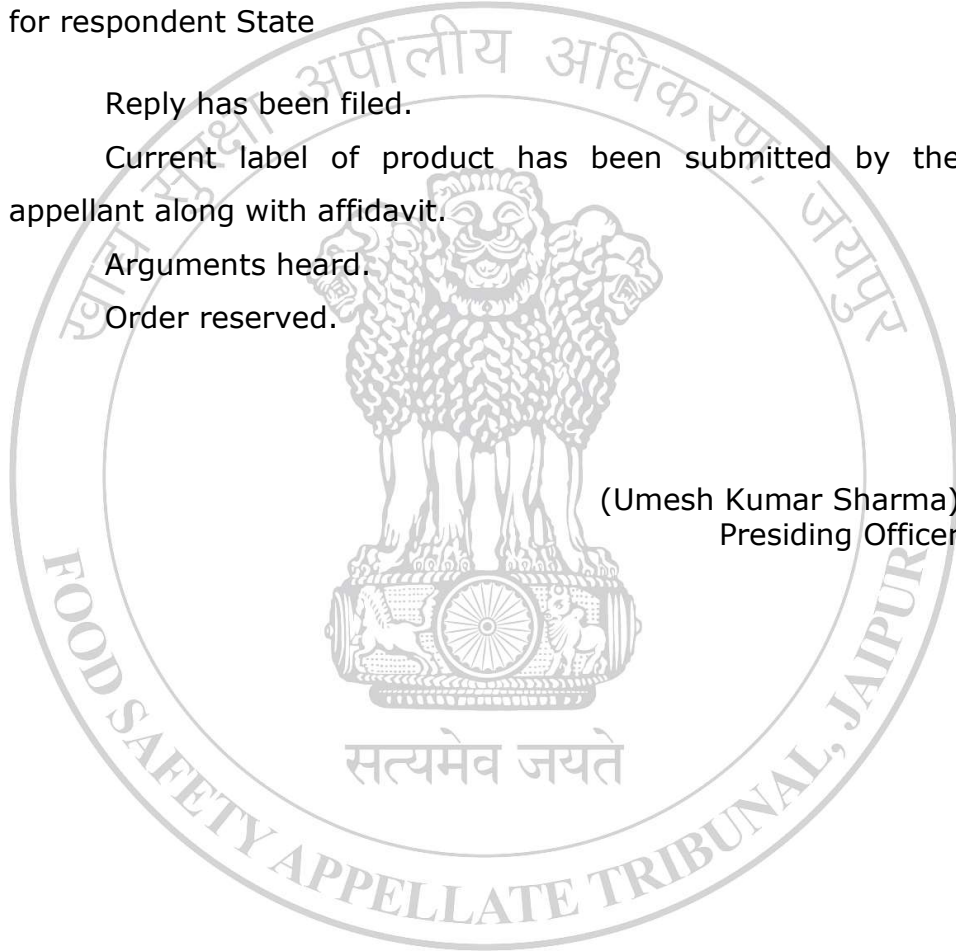 for respondent State
Reply has been filed.
Current label of product has been submitted by the
appellant along with affidavit.
Arguments heard.
Order reserved.
(Umesh Kumar Sharma)
Presiding Officer
खाद्य सुरक्षा अपीलीय अधिकरण, जयपुर
सत्यमेव जयते
FOOD SAFETY APPELLATE TRIBUNAL, JAIPUR